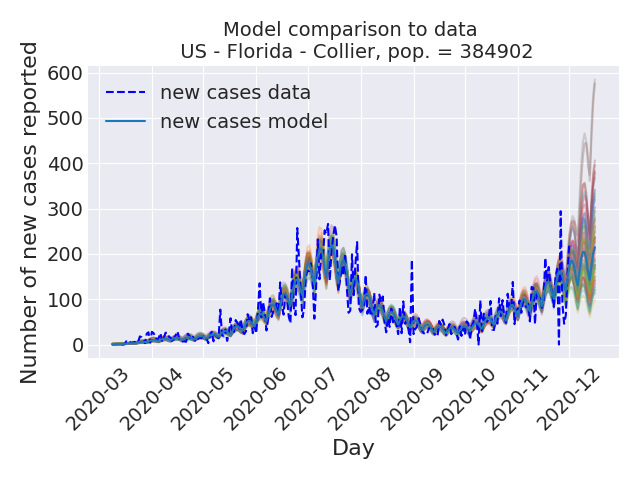 Model comparison to data
US - Florida - Collier, pop. = 384902
Number of new cases reported
600
500
400
300
200
100
0
new cases data
new cases model
2020-03
2020-04
2020-05
2020-06
2020-07
2020-08
2020-09
2020-10
2020-11
2020-12
Day